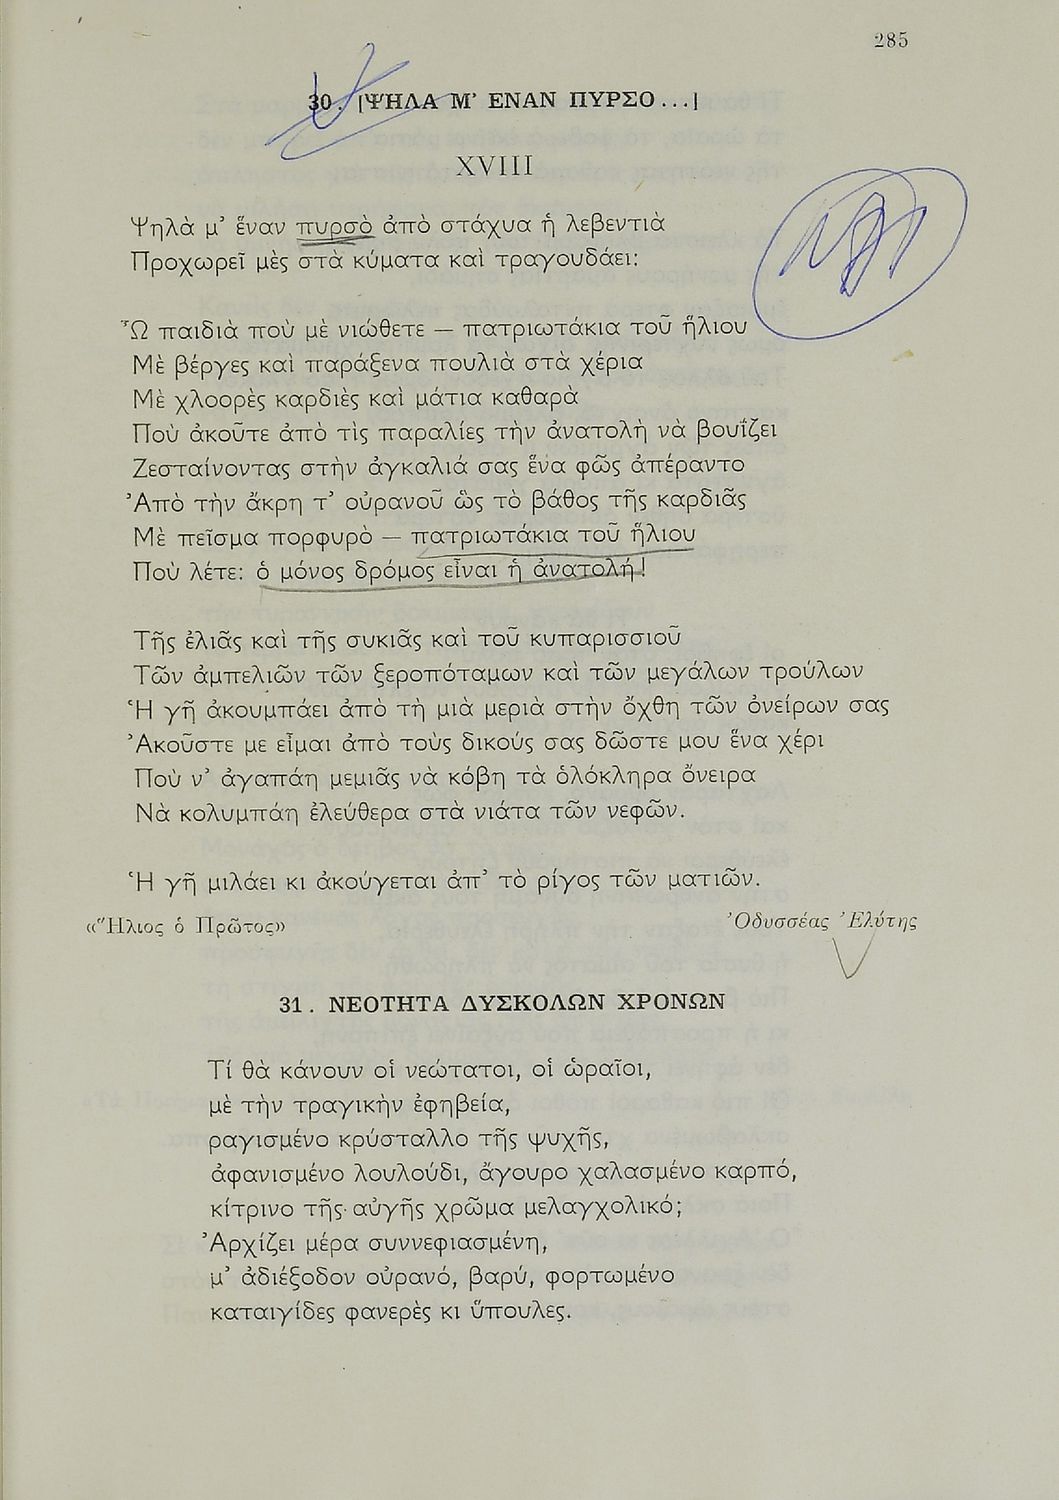 285
30. [ΨΗΛΑ Μ’ ΕΝΑΝ ΠΥΡΣΟ...]
XVIII
Ψηλὰ μ’ ἕναν πυρσὸ ἀπὸ στάχυα ἡ λεβεντιὰ
Προχωρεῖ μὲς στὰ κύματα καὶ τραγουδάει:
Ὦ παιδιὰ ποὺ μὲ νιώθετε — πατριωτάκια τοῦ ἥλιου
Μὲ βέργες καὶ παράξενα πουλιὰ στὰ χέρια
Μὲ χλοορὲς καρδιὲς καὶ μάτια καθαρὰ
Ποὺ ἀκοῦτε ἀπὸ τὶς παραλίες τὴν ἀνατολὴ νὰ βουΐζει
Ζεσταίνοντας στὴν ἀγκαλιά σας ἕνα φῶς ἀπέραντο
Ἀπὸ τὴν ἄκρη τ’ οὐρανοῦ ὣς τὸ βάθος τῆς καρδιᾶς
Μὲ πεῖσμα πορφυρὸ — πατριωτάκια τοῦ ἥλιου
Ποὺ λέτε: ὁ μόνος δρόμος εἶναι ἡ ἀνατολή!
Τῆς ἐλιᾶς καὶ τῆς συκιᾶς καὶ τοῦ κυπαρισσιοῦ
Τῶν ἀμπελιῶν τῶν ξεροπόταμων καὶ τῶν μεγάλων τρούλων
Ἡ γῆ ἀκουμπάει ἀπὸ τὴ μιὰ μεριὰ στὴν ὄχθη τῶν ὀνείρων σας
Ἀκοῦστε με εἶμαι ἀπὸ τοὺς δικούς σας δῶστε μου ἕνα χέρι
Ποὺ ν’ ἀγαπάη μεμιᾶς νὰ κόβη τὰ ὁλόκληρα ὄνειρα
Νὰ κολυμπάη ἐλεύθερα στὰ νιάτα τῶν νεφῶν.
Ἡ γῆ μιλάει κι ἀκούγεται ἀπ’ τὸ ρίγος τῶν ματιῶν.
«Ἥλιος ὁ Πρῶτος» Ὀδυσσέας Ἐλύτης
31. ΝΕΟΤΗΤΑ ΔΥΣΚΟΛΩΝ ΧΡΟΝΩΝ
Τί θὰ κάνουν οἱ νεώτατοι, οἱ ὡραῖοι,
μὲ τὴν τραγικὴν ἐφηβεία,
ραγισμένο κρύσταλλο τῆς ψυχῆς,
ἀφανισμένο λουλούδι, ἄγουρο χαλασμένο καρπό,
κίτρινο τῆς αὐγῆς χρῶμα μελαγχολικό;
Ἀρχίζει μέρα συννεφιασμένη,
μ’ ἀδιέξοδον οὐρανό, βαρύ, φορτωμένο
καταιγίδες φανερὲς κι ὕπουλες.